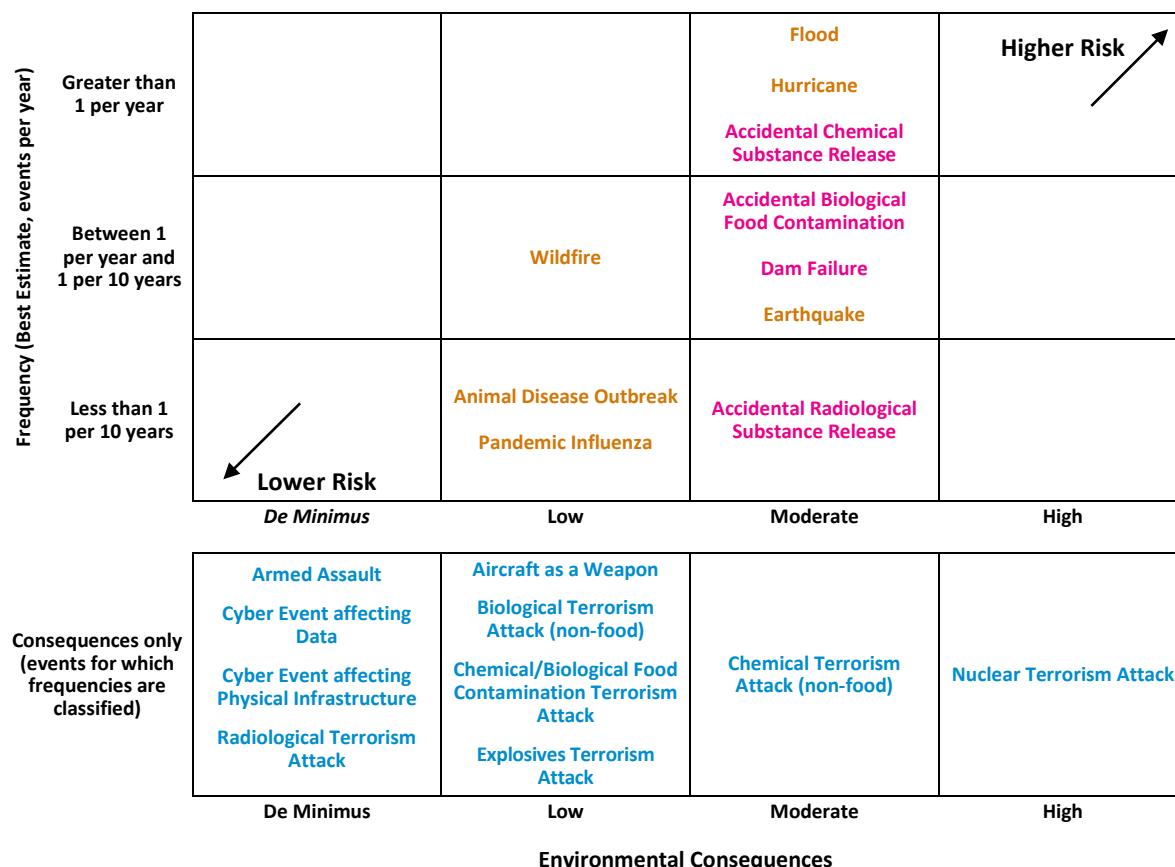 Frequency (Best Estimate, events per year)
Greater than
1 per year
Flood
Hurricane
Accidental Chemical
Substance Release
Higher Risk
Between 1
per year and
1 per 10 years
Wildfire
Accidental Biological
Food Contamination
Dam Failure
Earthquake
Less than 1
per 10 years
Lower Risk
Animal Disease Outbreak
Pandemic Influenza
Accidental Radiological
Substance Release
De Minimus
Low
Moderate
High
Consequences only
(events for which
frequencies are
classified)
Armed Assault
Cyber Event affecting
Data
Cyber Event affecting
Physical Infrastructure
Radiological Terrorism
Attack
Aircraft as a Weapon
Biological Terrorism
Attack (non-food)
Chemical/Biological Food
Contamination Terrorism
Attack
Explosives Terrorism
Attack
Chemical Terrorism
Attack (non-food)
Nuclear Terrorism Attack
De Minimus
Low
Moderate
High
Environmental Consequences